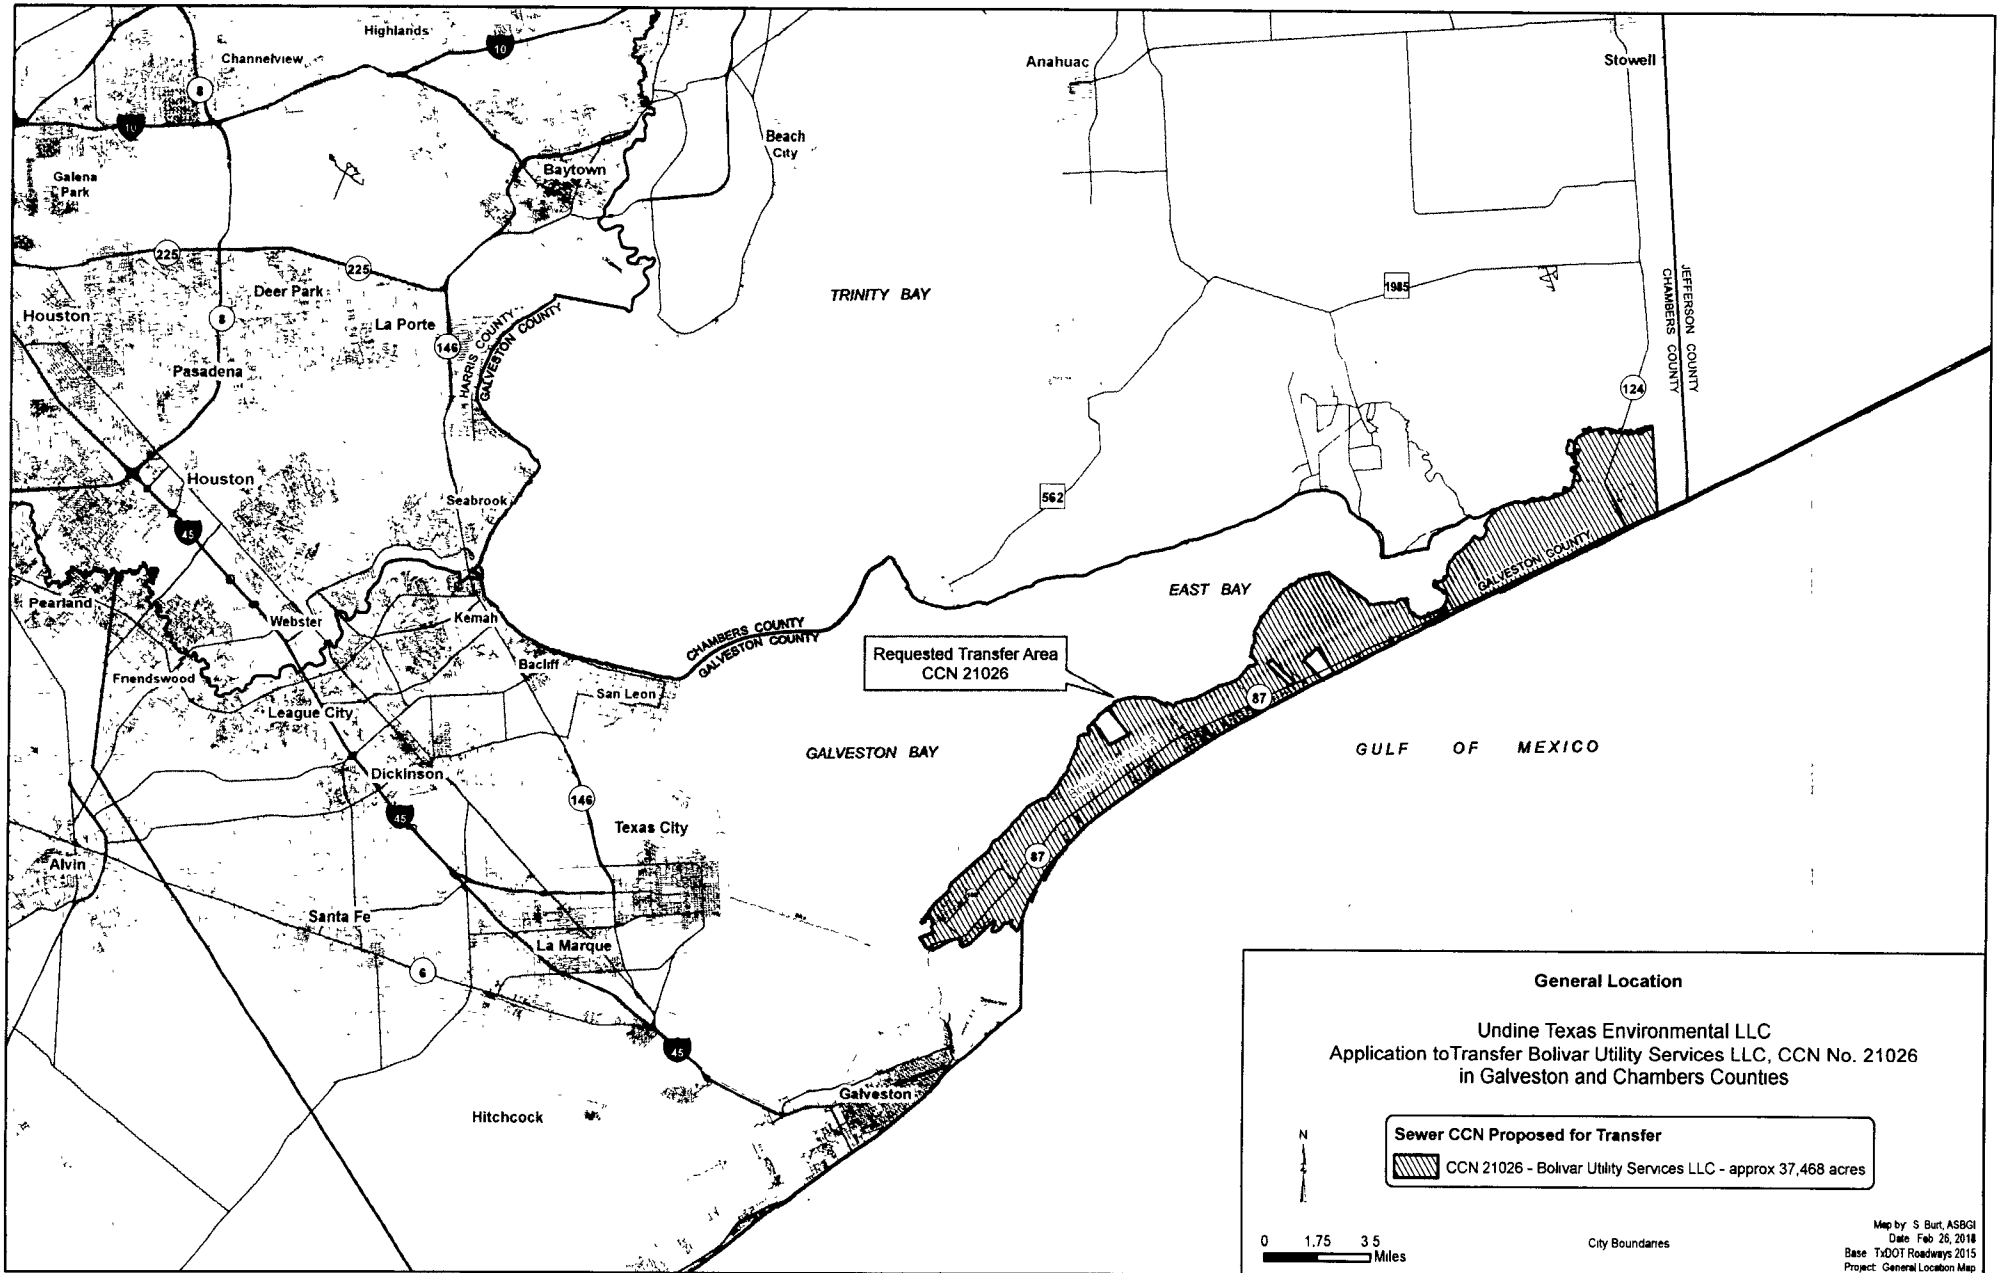 Highlands
10
Channelview
Anahuac
Stowell
8
10
Beach
City
Baytown
Galena
Park
225
225
Deer Park
TRINITY BAY
1985
JEFFERSON COUNTY
CHAMBERS COUNTY
Houston
8
La Porte
146
HARRIS COUNTY
GALVESTON COUNTY
Pasadena
124
Houston
Seabrook
562
45
GALVESTON COUNTY
Pearland
EAST BAY
Webster
Kemah
CHAMBERS COUNTY
GALVESTON COUNTY
Requested Transfer Area
CCN 21026
Bacliff
Friendswood
San Leon
87
League City
GALVESTON BAY
GULF OF MEXICO
Dickinson
146
45
Texas City
87
Alvin
Santa Fe
La Marque
6
45
Galveston
Hitchcock
General Location
Undine Texas Environmental LLC
Application to Transfer Bolivar Utility Services LLC, CCN No. 21026
in Galveston and Chambers Counties
N
Sewer CCN Proposed for Transfer
CCN 21026 - Bolivar Utility Services LLC - approx 37,468 acres
0 1.75 3 5
Miles
City Boundaries
Map by S Burt, ASBGI
Date Feb 26, 2018
Base TxDOT Roadways 2015
Project: General Location Map